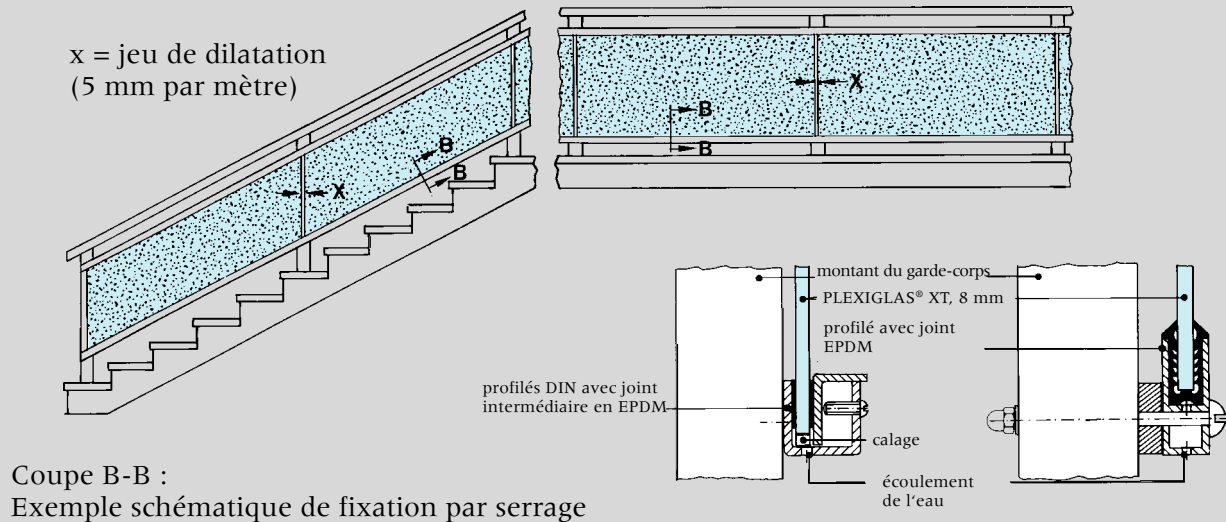 x = jeu de dilatation
(5 mm par mètre)
X
B
B
X
B
B
montant du garde-corps
PLEXIGLAS® XT, 8 mm
profilé avec joint
EPDM
profilés DIN avec joint
intermédiaire en EPDM
calage
écoulement
de l‘eau
Coupe B-B :
Exemple schématique de fixation par serrage